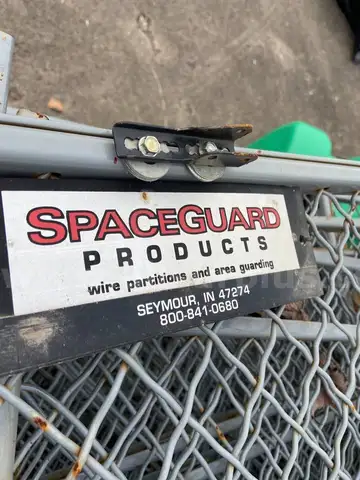 SPACEGUARD
PRODUCTS
wire partitions and area guarding
SEYMOUR, IN 47274
800-841-0680